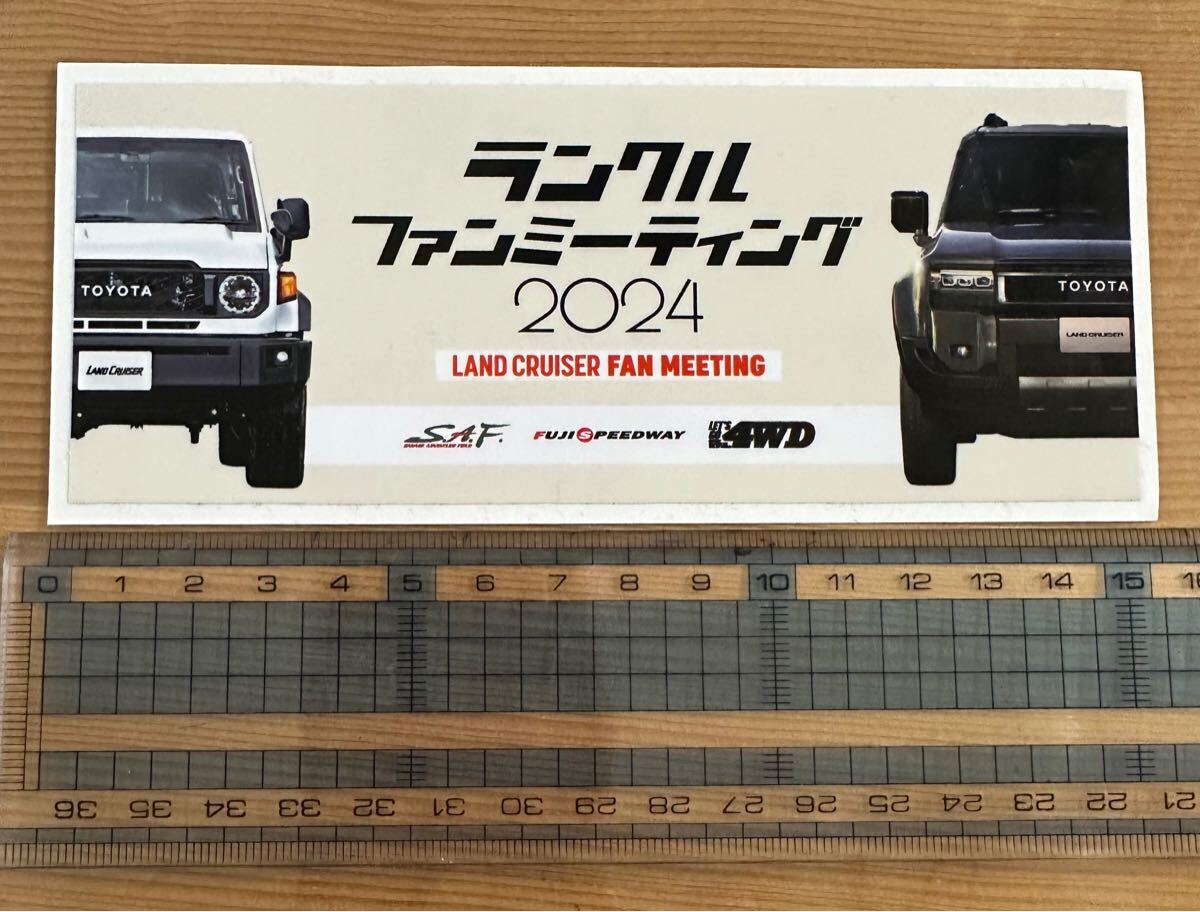 ランクル
ファンミーティング
2024
LAND CRUISER FAN MEETING
TOYOTA
LAND CRUISER
TOYOTA
LAND CRUISER
S.A.F.
FUJI SPEEDWAY
LET'S
4WD
0 1 2 3 4 5 6 7 8 9 10 11 12 13 14 15
36 35 34 33 32 31 30 29 28 27 26 25 24 23 22 21